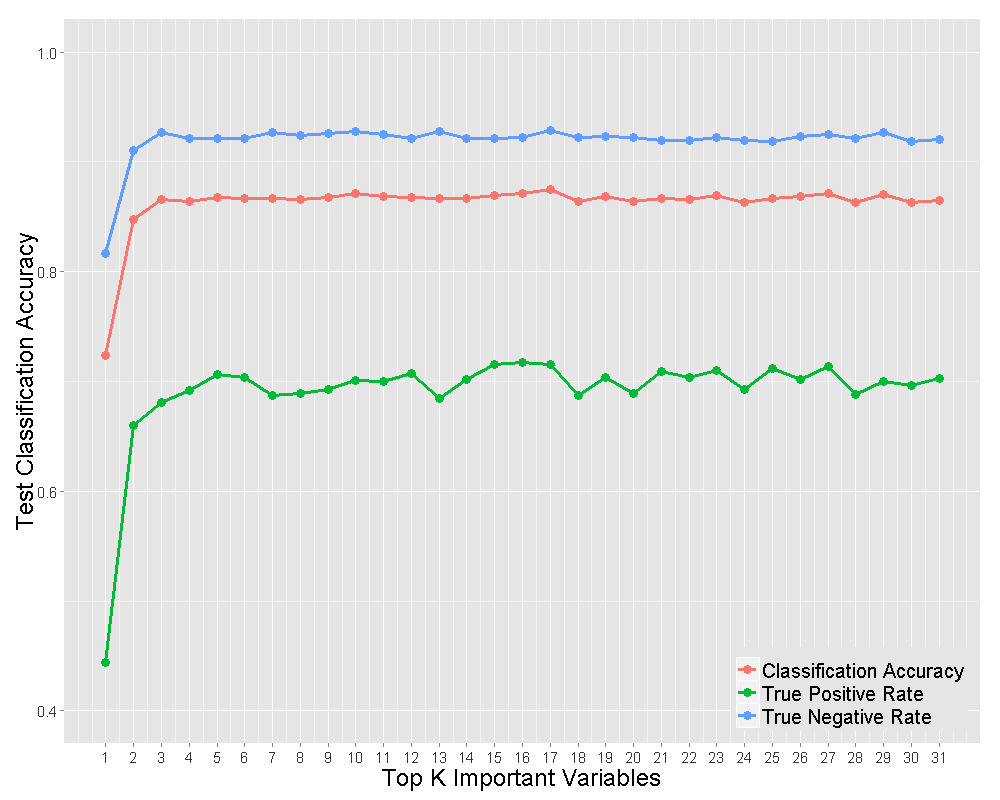 Test Classification Accuracy
1.0
0.8
0.6
0.4
Classification Accuracy
True Positive Rate
True Negative Rate
1 2 3 4 5 6 7 8 9 10 11 12 13 14 15 16 17 18 19 20 21 22 23 24 25 26 27 28 29 30 31
Top K Important Variables